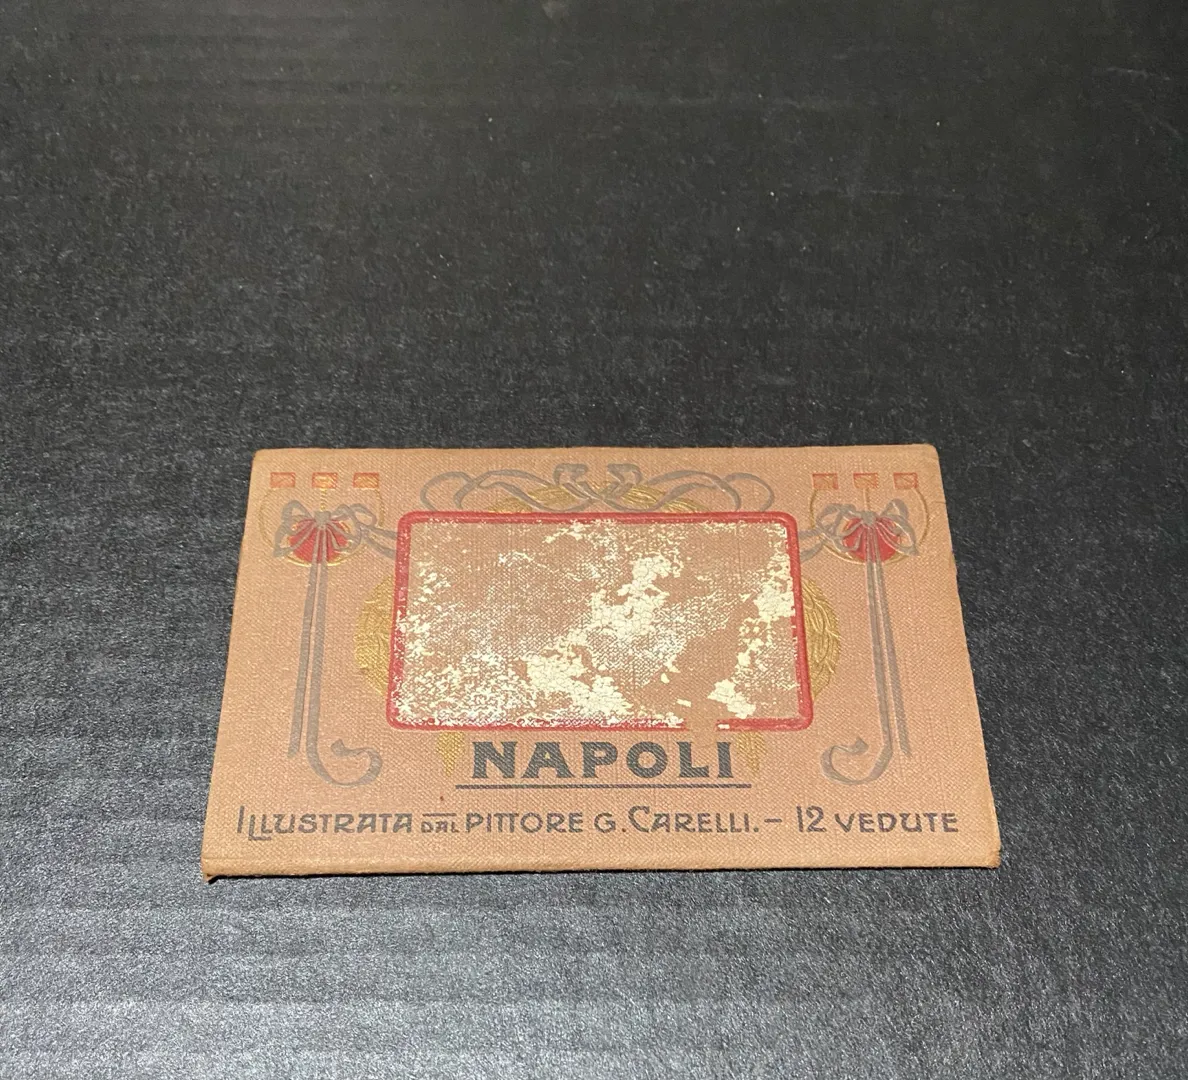 NAPOLI
ILLUSTRATA DAL PITTORE G. CARELLI. – 12 VEDUTE